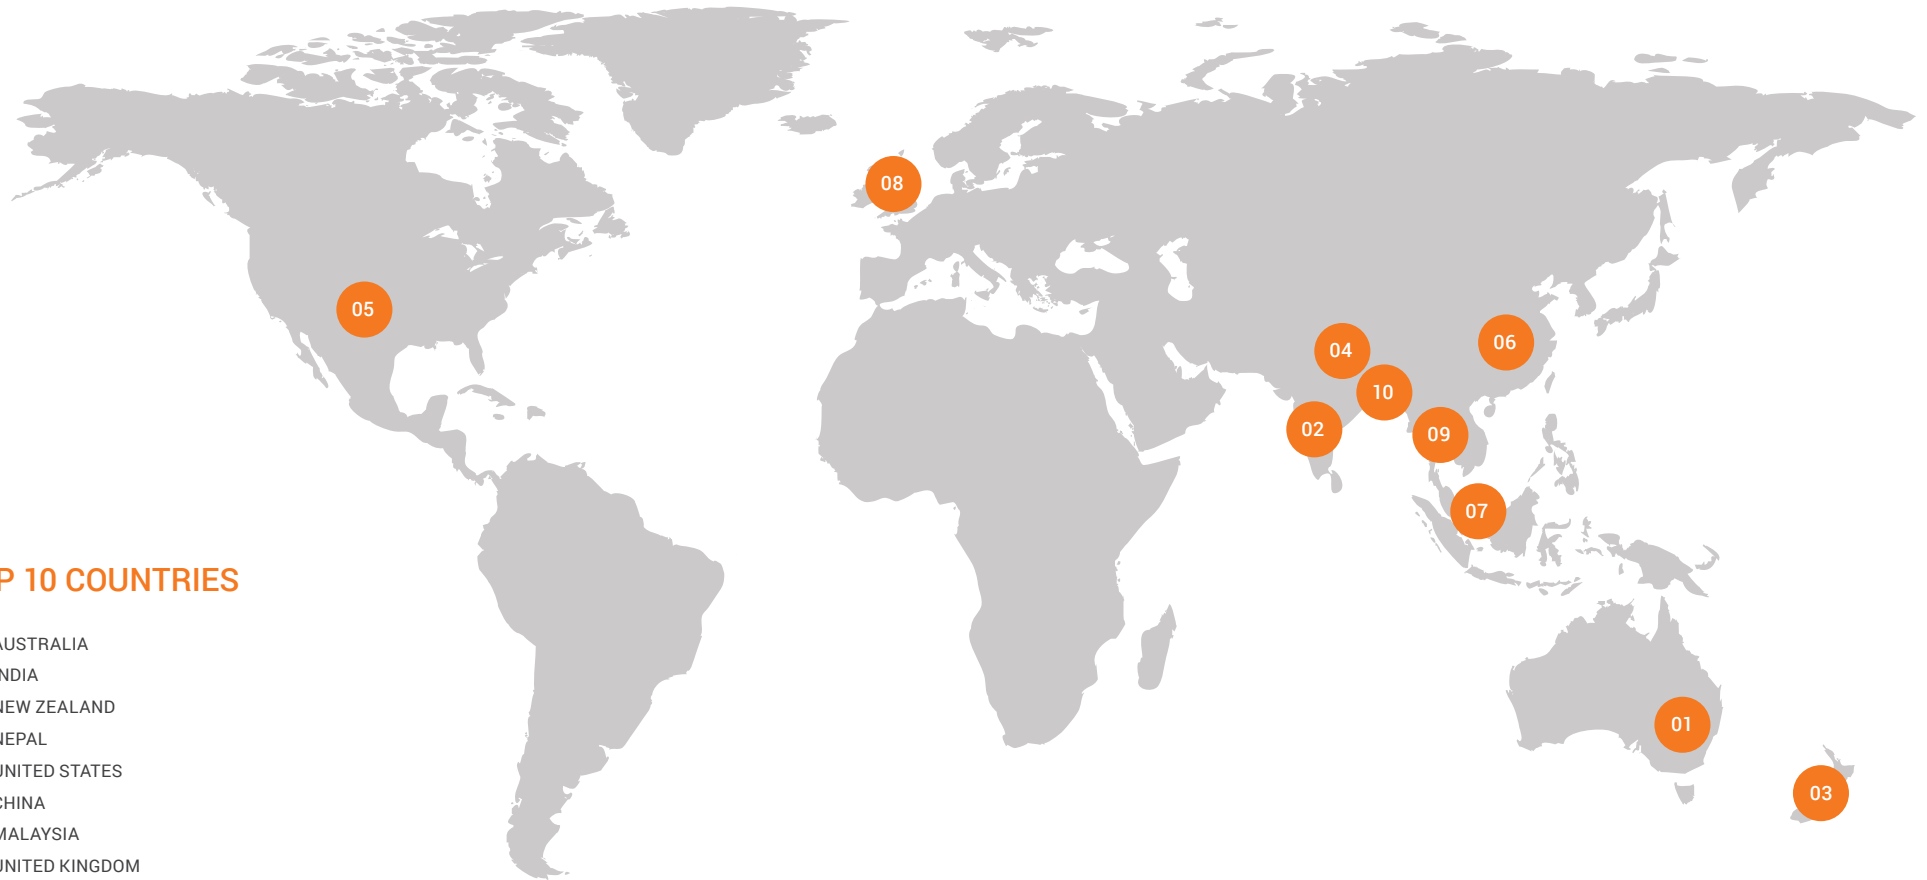 08
05
06
04
10
02
09
07
P 10 COUNTRIES
AUSTRALIA
INDIA
NEW ZEALAND
NEPAL
UNITED STATES
01
CHINA
03
MALAYSIA
UNITED KINGDOM